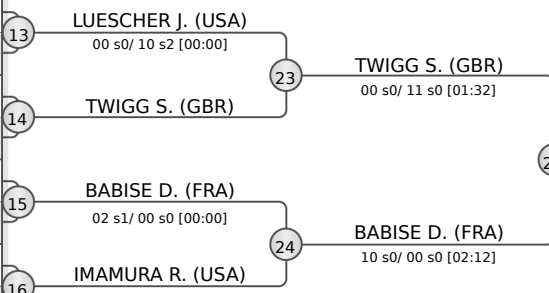 LUESCHER J. (USA)
13
00 s0/ 10 s2 [00:00]
23
TWIGG S. (GBR)
00 s0/ 11 s0 [01:32]
TWIGG S. (GBR)
14
BABISE D. (FRA)
15
02 s1/ 00 s0 [00:00]
24
BABISE D. (FRA)
10 s0/ 00 s0 [02:12]
IMAMURA R. (USA)
16